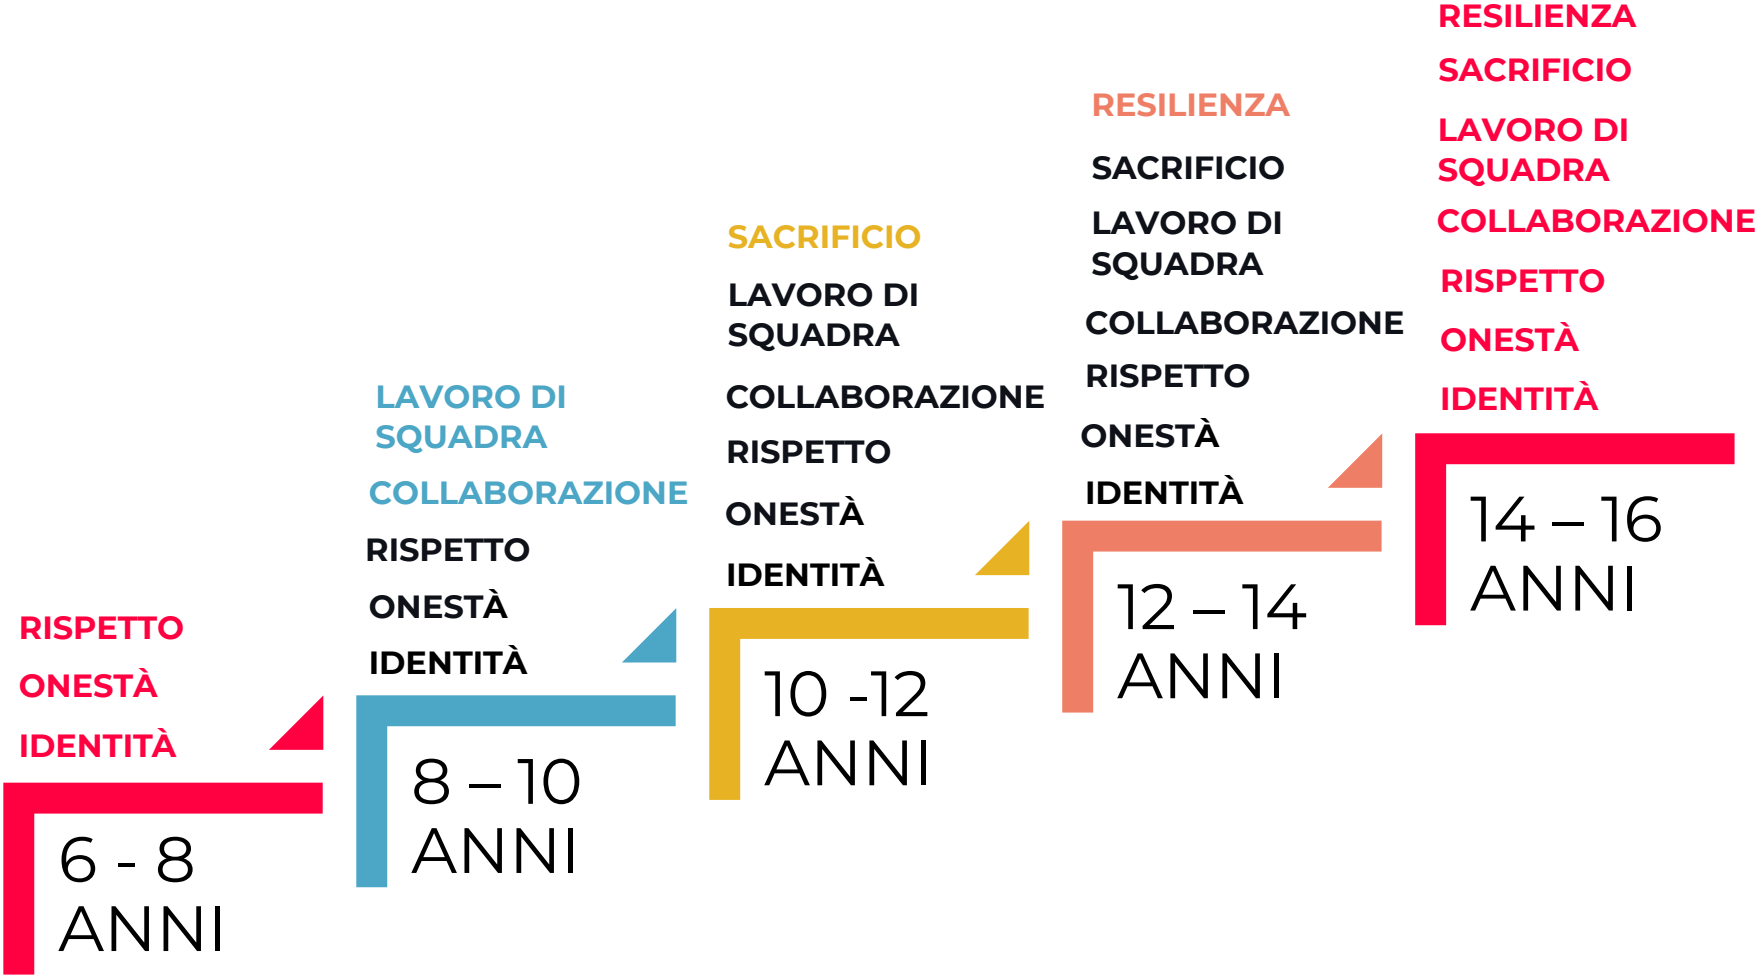 RISPETTO
ONESTÀ
IDENTITÀ
6 - 8
ANNI
LAVORO DI
SQUADRA
COLLABORAZIONE
RISPETTO
ONESTÀ
IDENTITÀ
8 – 10
ANNI
SACRIFICIO
LAVORO DI
SQUADRA
COLLABORAZIONE
RISPETTO
ONESTÀ
IDENTITÀ
10 -12
ANNI
RESILIENZA
SACRIFICIO
LAVORO DI
SQUADRA
COLLABORAZIONE
RISPETTO
ONESTÀ
IDENTITÀ
12 – 14
ANNI
RESILIENZA
SACRIFICIO
LAVORO DI
SQUADRA
COLLABORAZIONE
RISPETTO
ONESTÀ
IDENTITÀ
14 – 16
ANNI